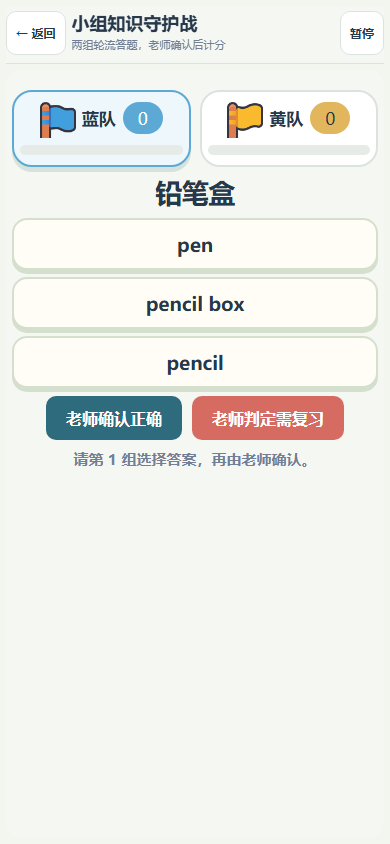 ← 返回
小组知识守护战
两组轮流答题，老师确认后计分
暂停
蓝队 0
黄队 0
铅笔盒
pen
pencil box
pencil
老师确认正确
老师判定需复习
请第 1 组选择答案，再由老师确认。